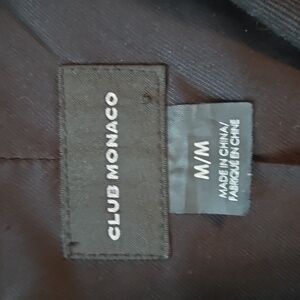 CLUB MONACO
M/M
MADE IN CHINA/
FABRIQUÉ EN CHINE